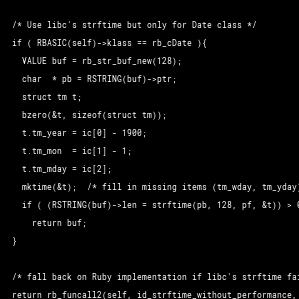 /* Use libc's strftime but only for Date class */
if ( RBASIC(self)->klass == rb_cDate ){
VALUE buf = rb_str_buf_new(128);
char * pb = RSTRING(buf)->ptr;
struct tm t;
bzero(&t, sizeof(struct tm));
t.tm_year = ic[0] - 1900;
t.tm_mon = ic[1] - 1;
t.tm_mday = ic[2];
mktime(&t); /* fill in missing items (tm_wday, tm_yday)
if ( (RSTRING(buf)->len = strftime(pb, 128, pf, &t)) >
return buf;
}
/* fall back on Ruby implementation if libc's strftime
return rb_funcall2(self, id_strftime_without_performance,